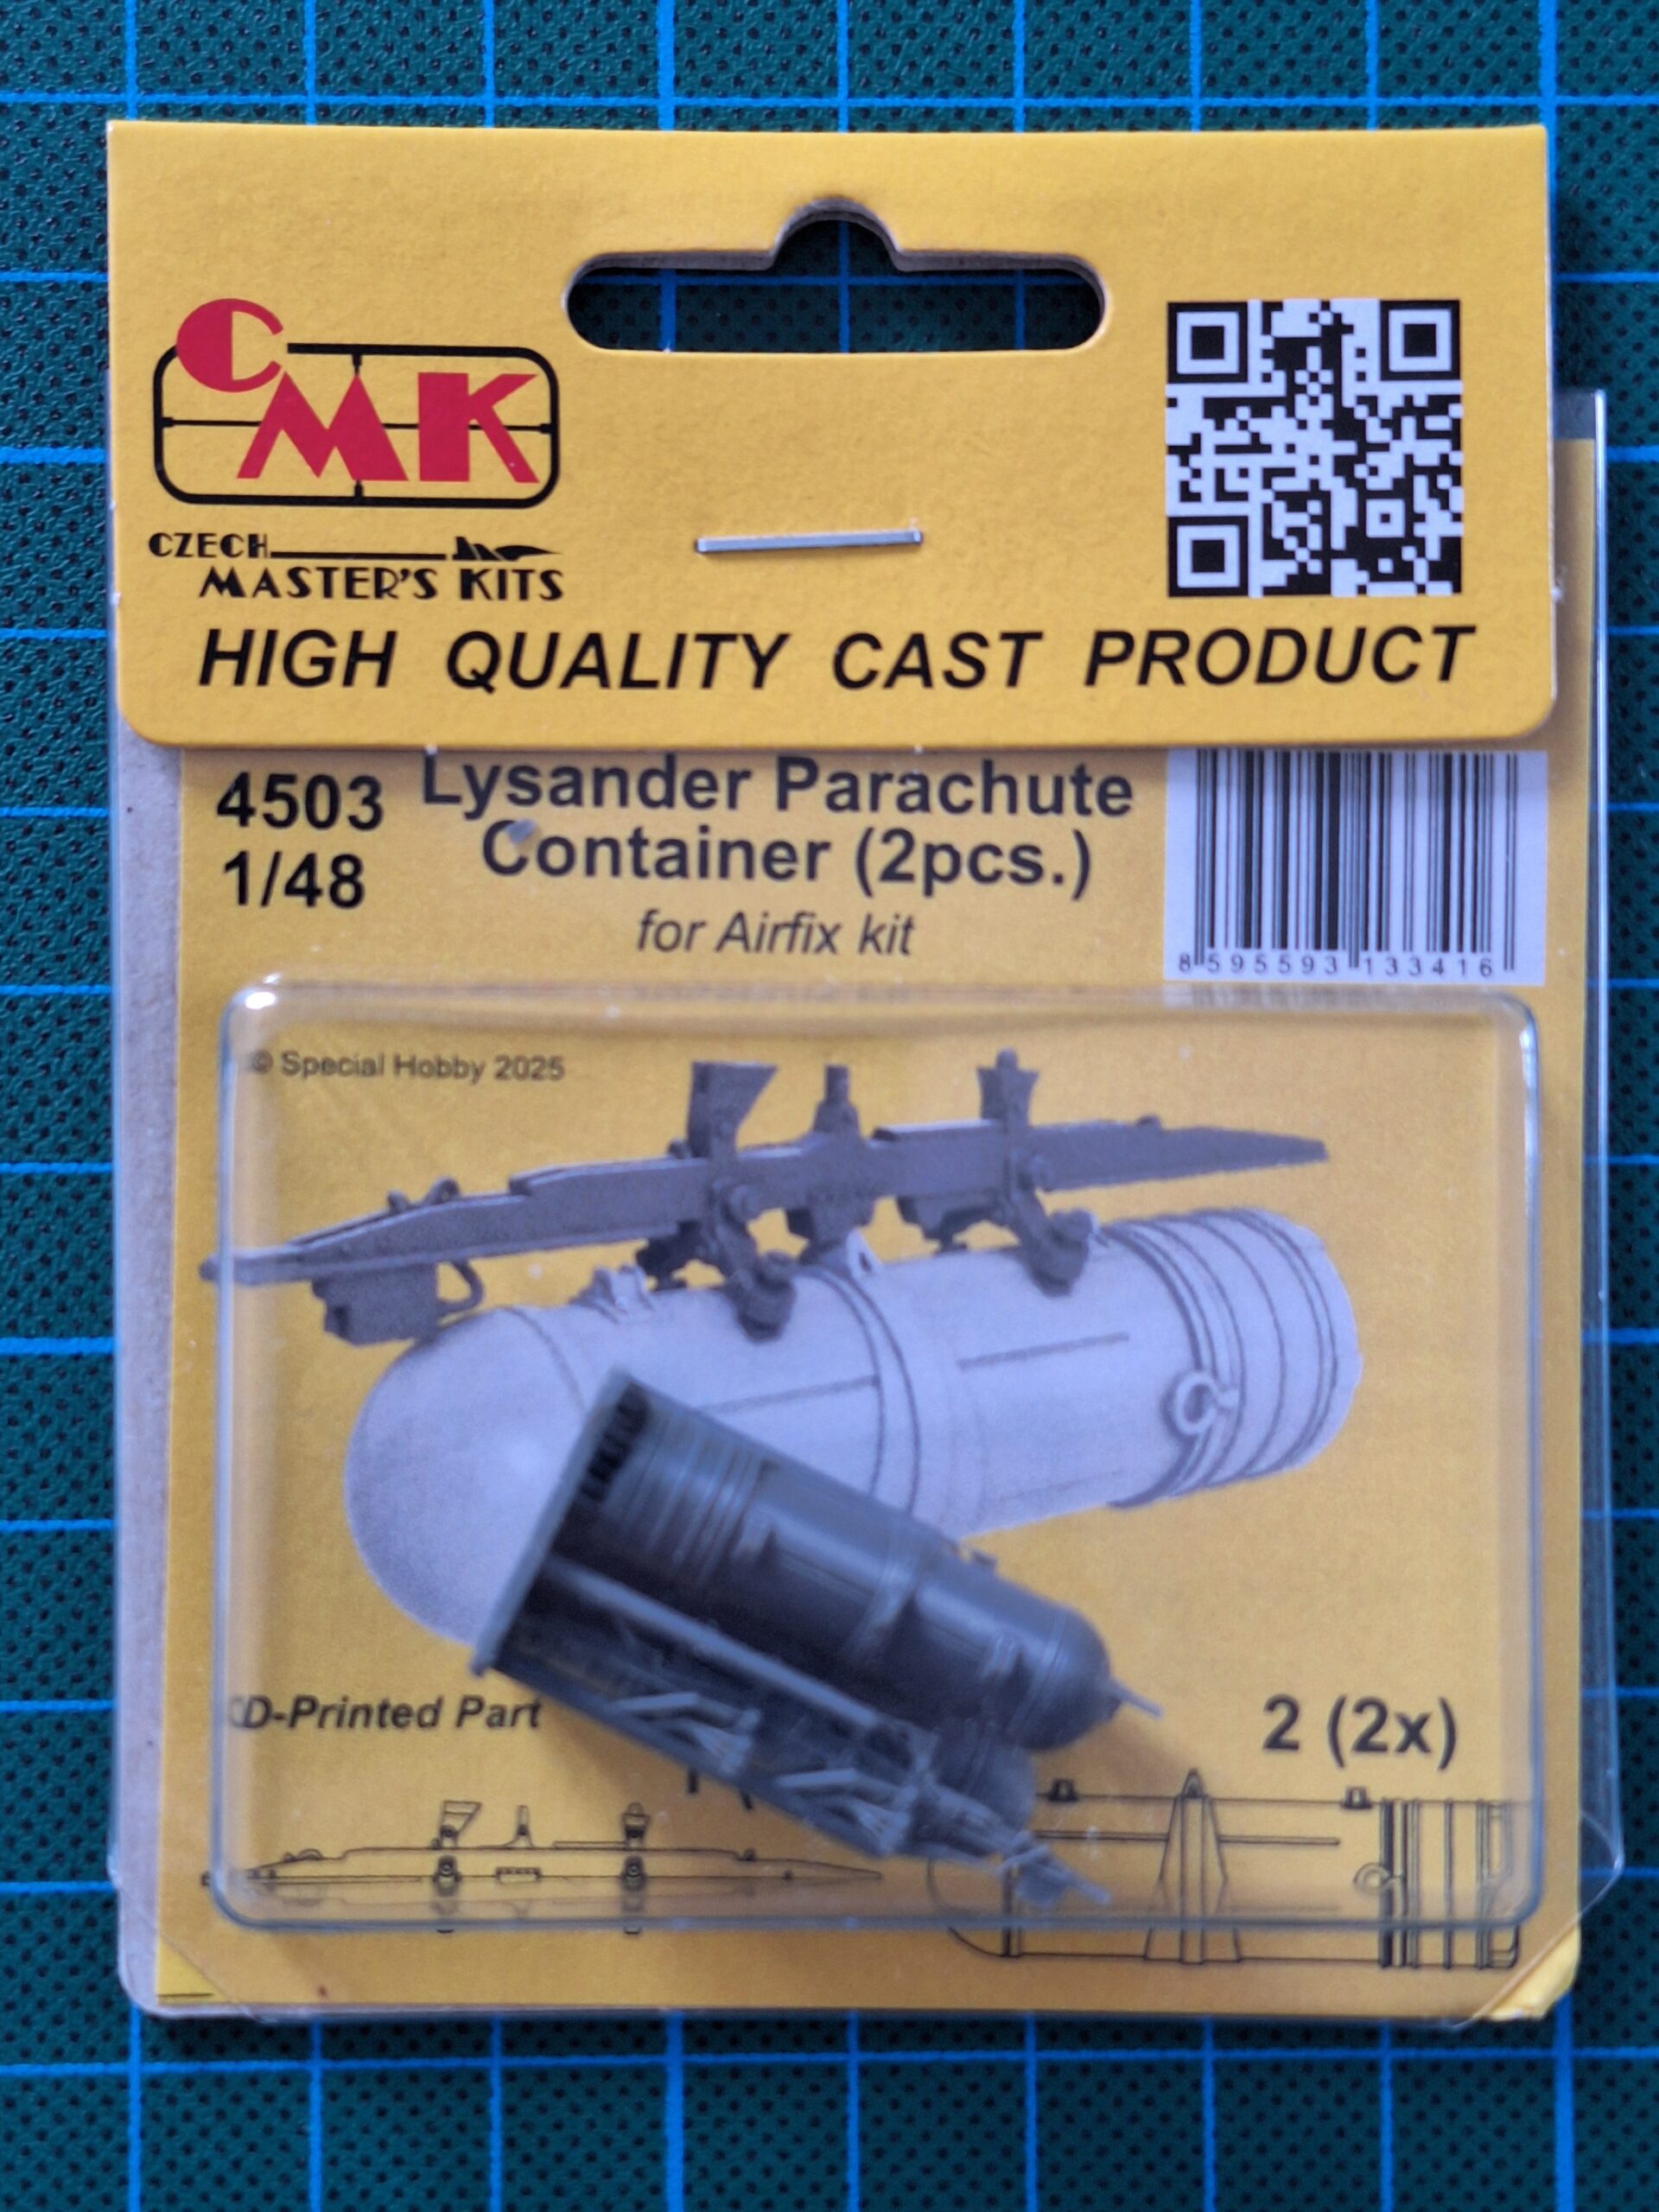 CMK
CZECH
MASTER'S KITS
HIGH QUALITY CAST PRODUCT
4503
1/48
Lysander Parachute
Container (2pcs.)
for Airfix kit
8 595593 133416
© Special Hobby 2025
D-Printed Part
2 (2x)